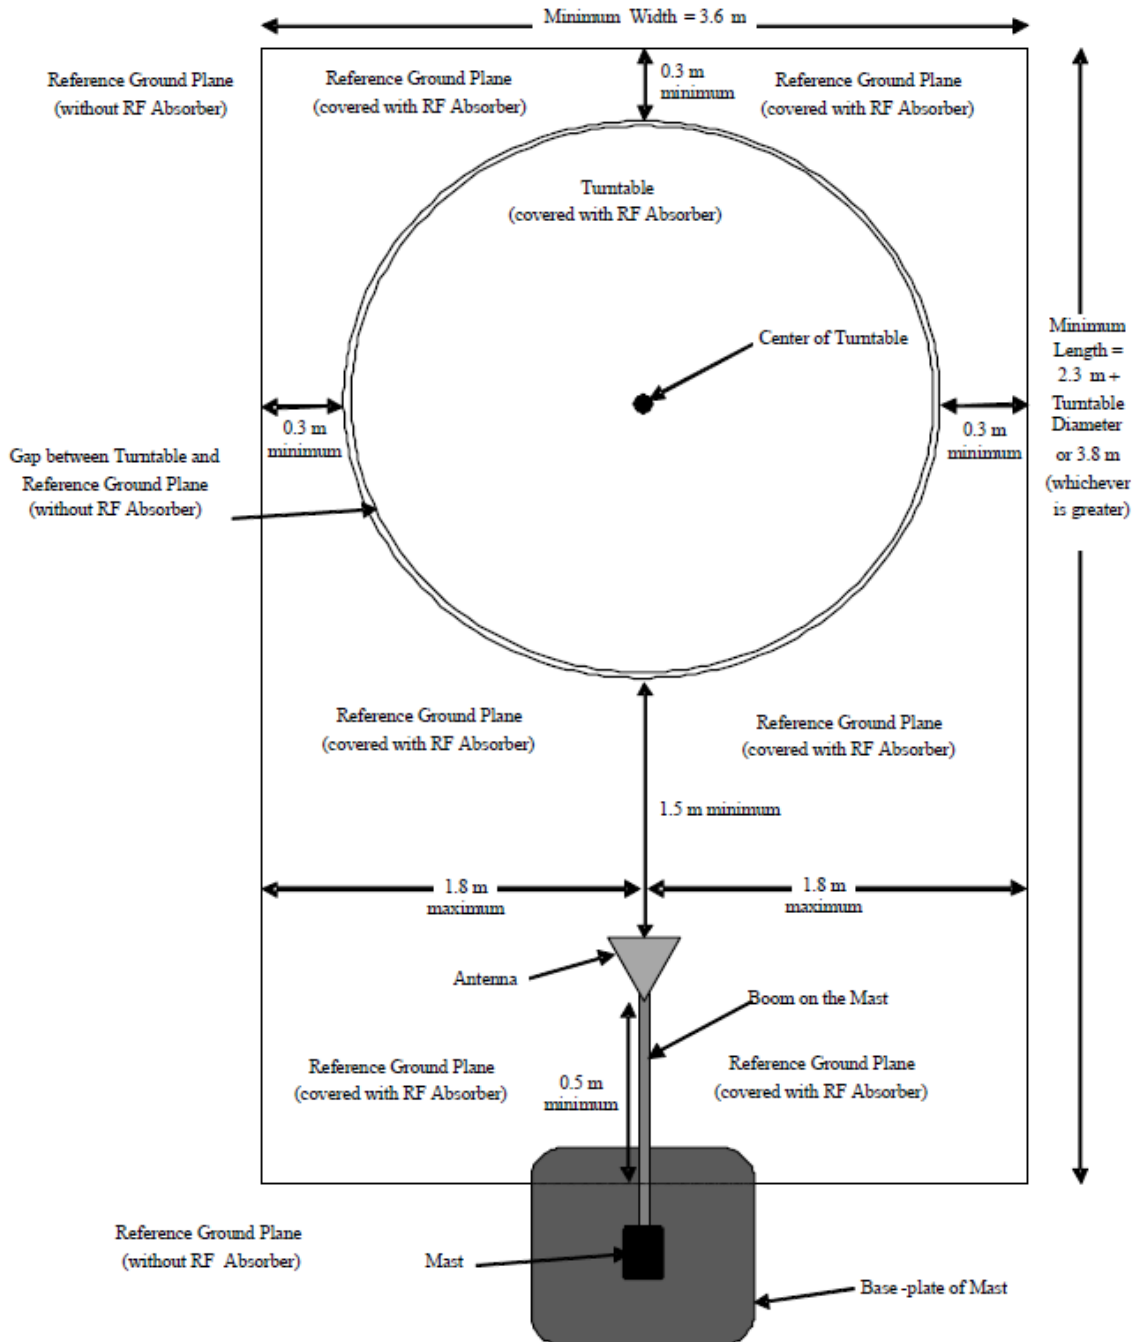 Minimum Width = 3.6 m
Reference Ground Plane
(without RF Absorber)
Reference Ground Plane
(covered with RF Absorber)
0.3 m
minimum
Reference Ground Plane
(covered with RF Absorber)
Turntable
(covered with RF Absorber)
Center of Turntable
Minimum
Length =
2.3 m +
Turntable
Diameter
or 3.8 m
(whichever
is greater)
0.3 m
minimum
0.3 m
minimum
Gap between Turntable and
Reference Ground Plane
(without RF Absorber)
Reference Ground Plane
(covered with RF Absorber)
Reference Ground Plane
(covered with RF Absorber)
1.5 m minimum
1.8 m
maximum
1.8 m
maximum
Antenna
Boom on the Mast
Reference Ground Plane
(covered with RF Absorber)
0.5 m
minimum
Reference Ground Plane
(covered with RF Absorber)
Reference Ground Plane
(without RF Absorber)
Mast
Base -plate of Mast